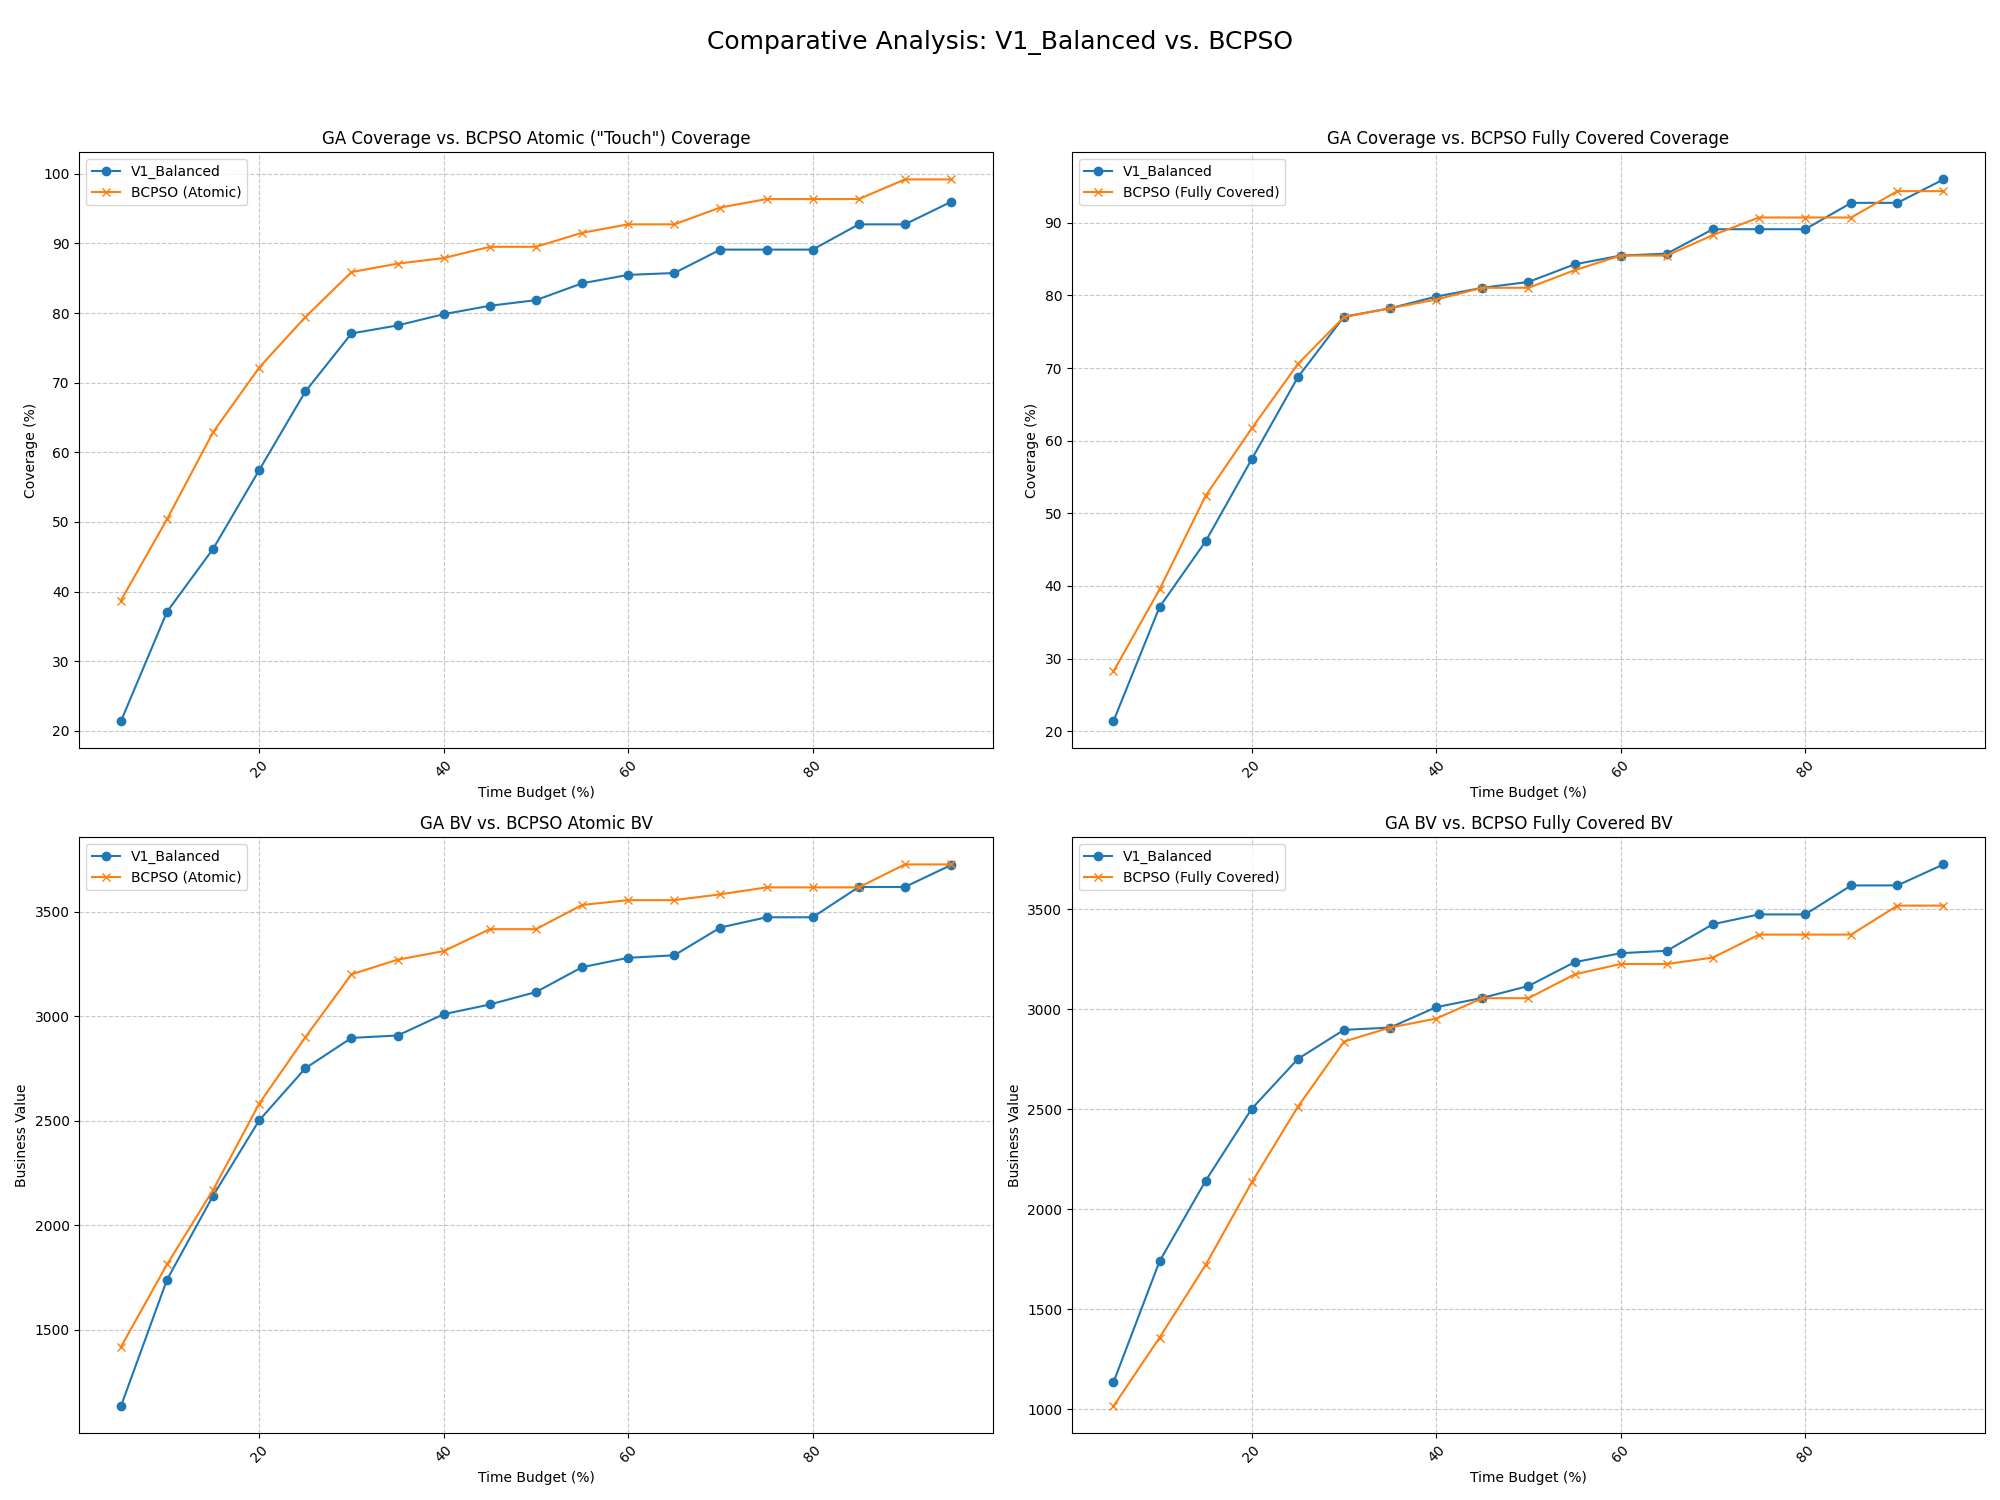 Comparative Analysis: V1_Balanced vs. BCPSO
GA Coverage vs. BCPSO Atomic ("Touch") Coverage
V1_Balanced
BCPSO (Atomic)
100
90
80
70
60
50
40
30
20
Coverage (%)
20
40
60
80
Time Budget (%)
GA Coverage vs. BCPSO Fully Covered Coverage
V1_Balanced
BCPSO (Fully Covered)
90
80
70
60
50
40
30
20
Coverage (%)
20
40
60
80
Time Budget (%)
GA BV vs. BCPSO Atomic BV
V1_Balanced
BCPSO (Atomic)
3500
3000
2500
2000
1500
Business Value
20
40
60
80
Time Budget (%)
GA BV vs. BCPSO Fully Covered BV
V1_Balanced
BCPSO (Fully Covered)
3500
3000
2500
2000
1500
1000
Business Value
20
40
60
80
Time Budget (%)